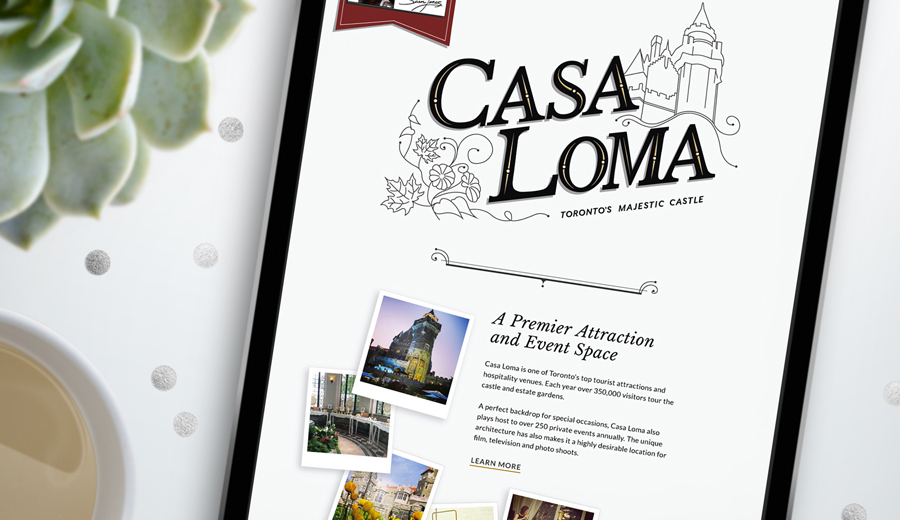 CASA
LOMA
TORONTO'S MAJESTIC CASTLE
A Premier Attraction
and Event Space
Casa Loma is one of Toronto's top tourist attractions and
hospitality venues. Each year over 350,000 visitors tour the
castle and estate gardens.
A perfect backdrop for special occasions, Casa Loma also
plays host to over 250 private events annually. The unique
architecture has also makes it a highly desirable location for
film, television and photo shoots.
LEARN MORE